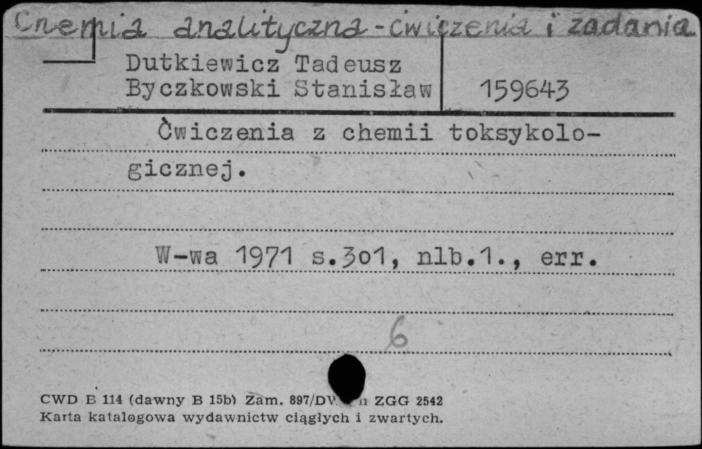 Chemia analityczna - ćwiczenia i zadania
Dutkiewicz Tadeusz
Byczkowski Stanisław 159643
Ćwiczenia z chemii toksykolo-
gicznej.
W-wa 1971 s.301, nlb.1., err.
6
CWD B 114 (dawny B 15b) Zam. 897/DW ZGG 2542
Karta katalogowa wydawnictw ciągłych i zwartych.